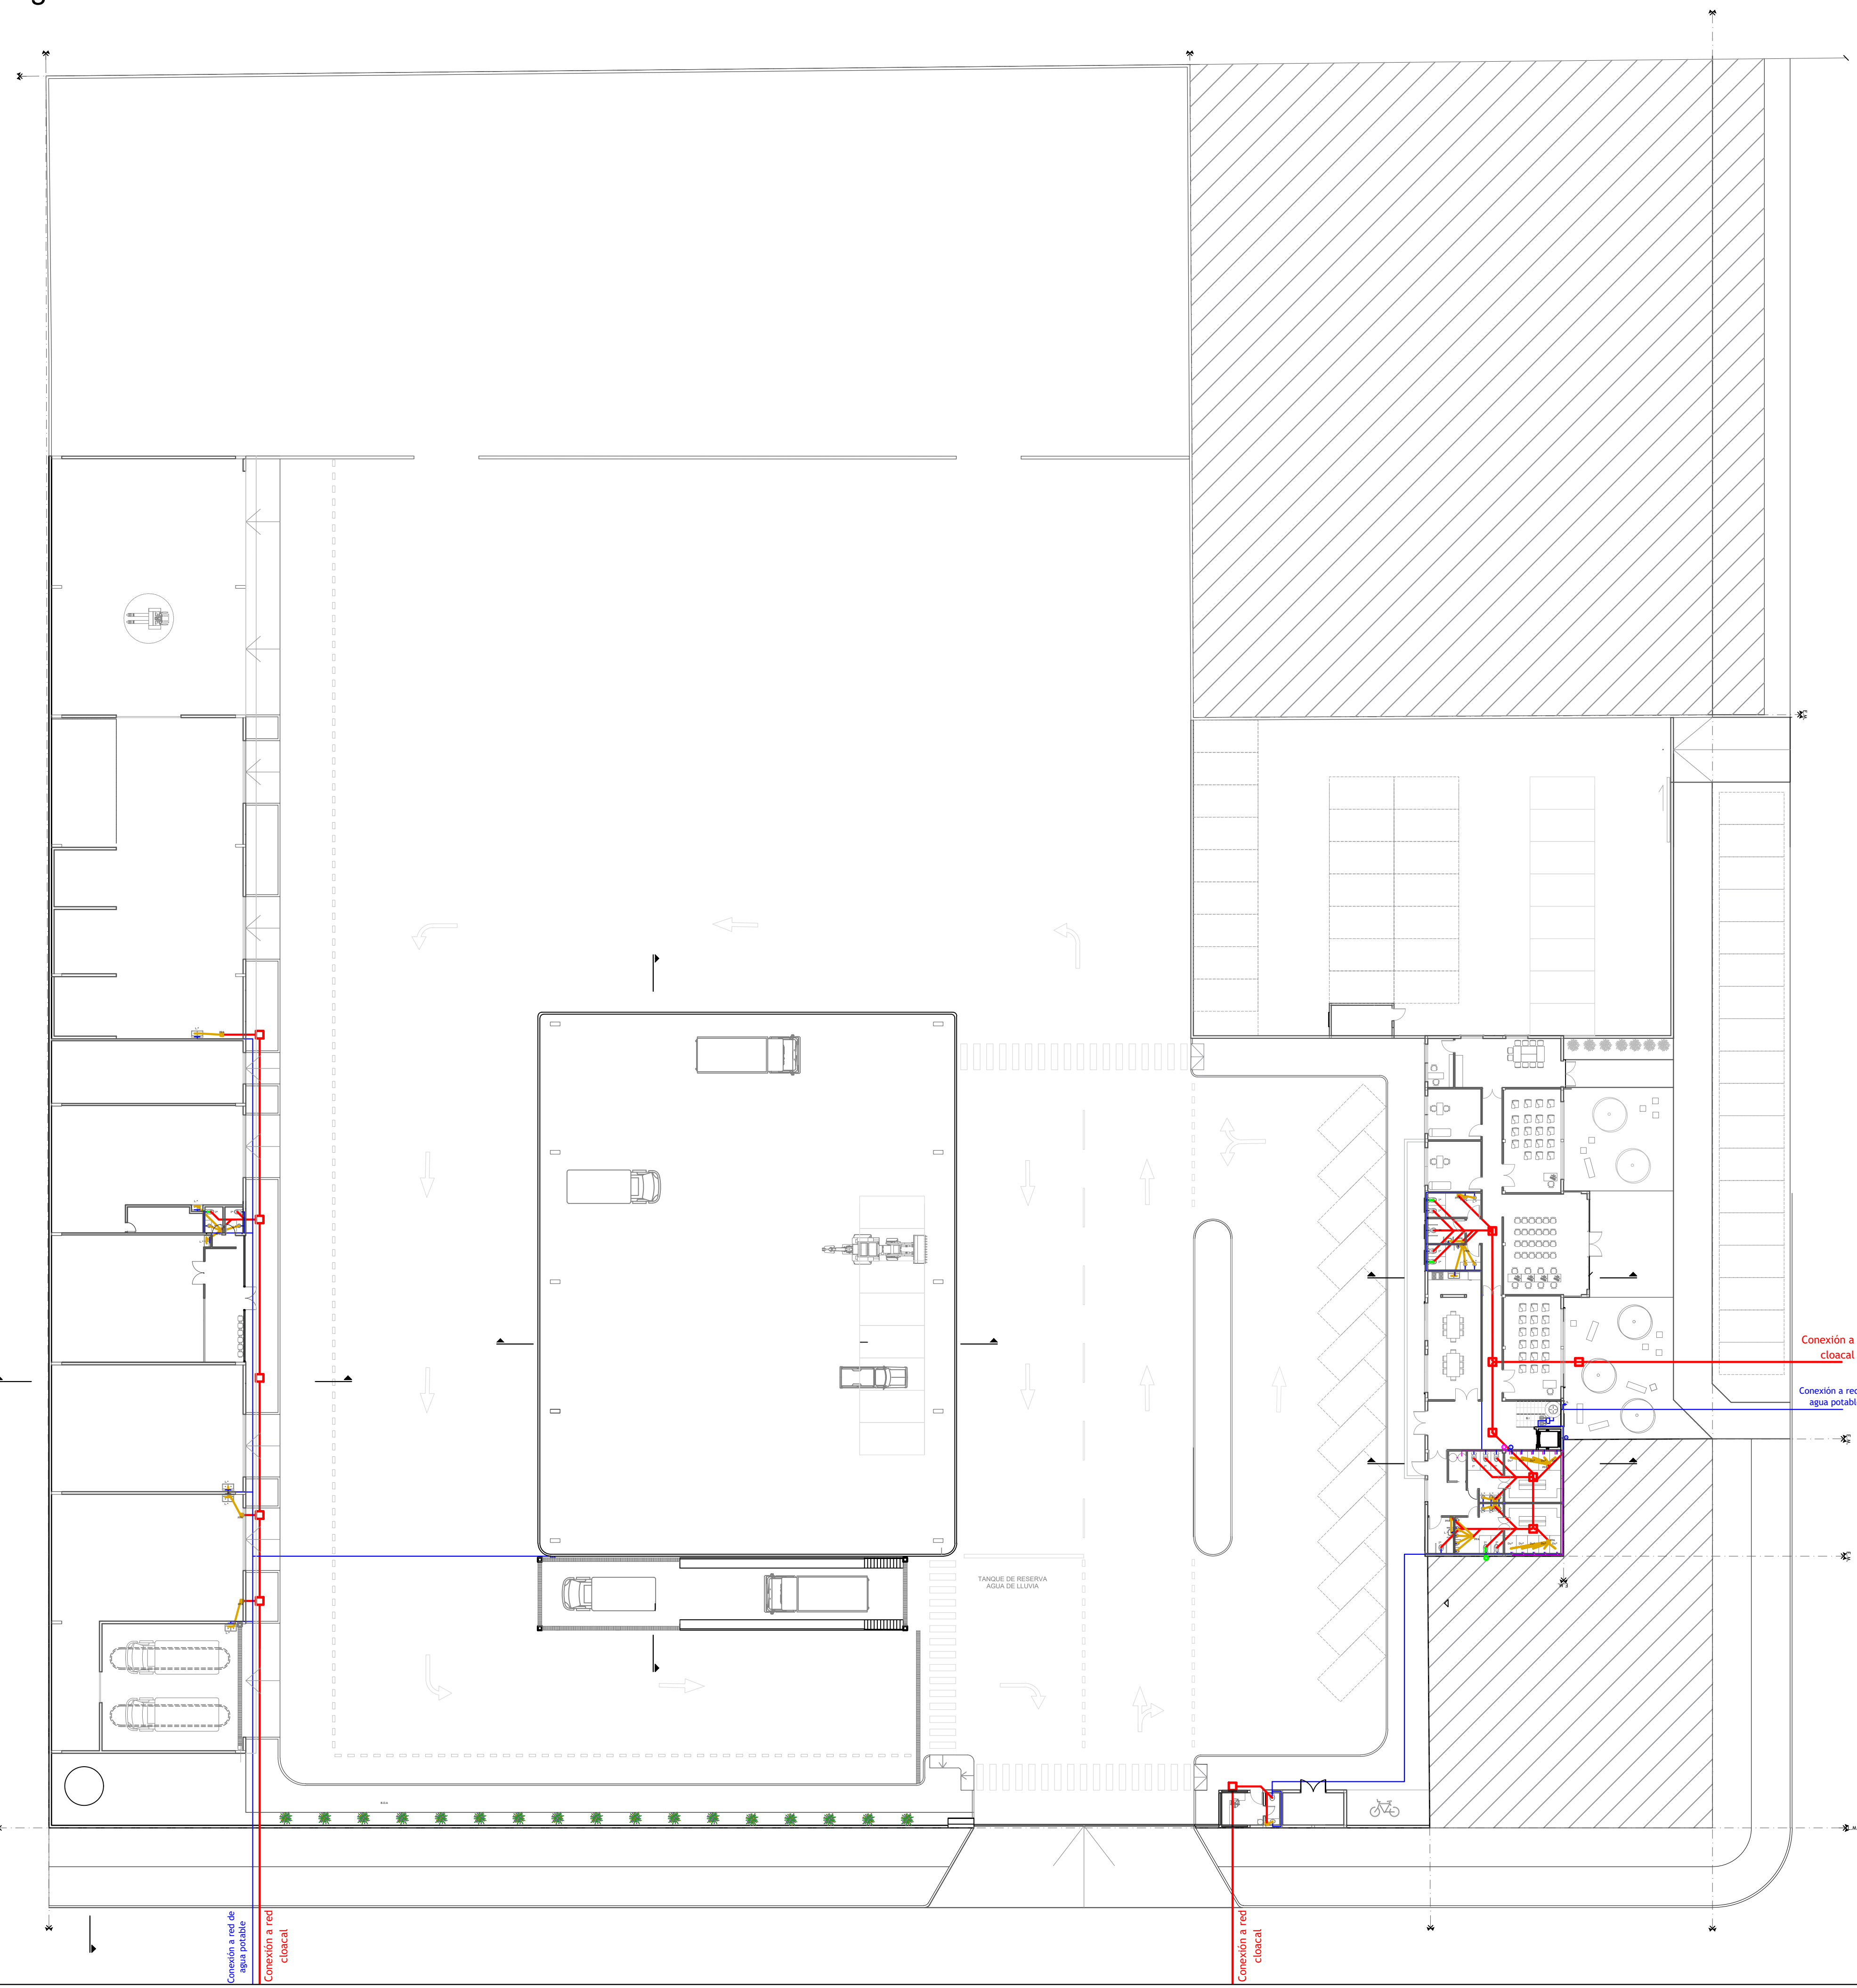 Conexión a
cloacal
Conexión a red
agua potabl
TANQUE DE RESERVA
AGUA DE LLUVIA
Conexión a red de
agua potable
Conexión a red
cloacal
Conexión a red
cloacal